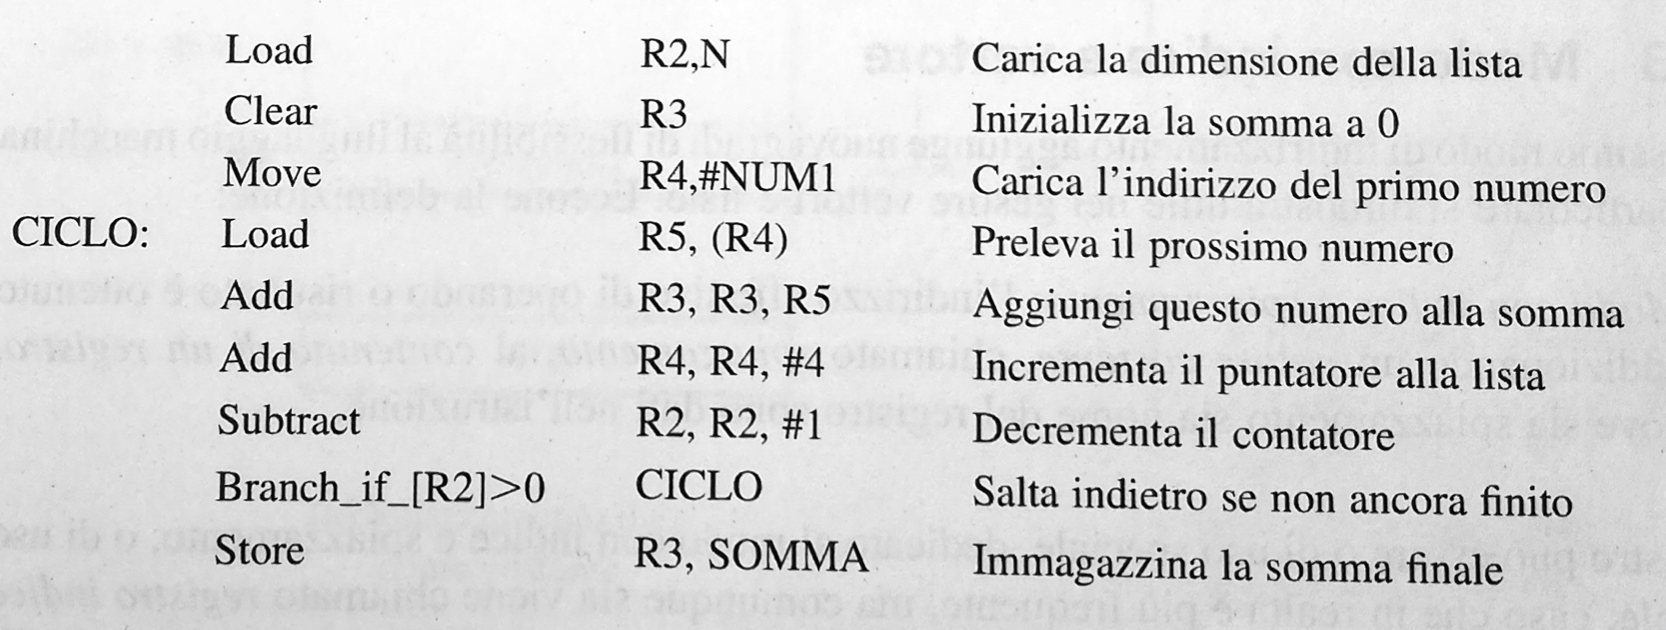 Load R2,N Carica la dimensione della lista
Clear R3 Inizializza la somma a 0
Move R4,#NUM1 Carica l'indirizzo del primo numero
CICLO: Load R5, (R4) Preleva il prossimo numero
Add R3, R3, R5 Aggiungi questo numero alla somma
Add R4, R4, #4 Incrementa il puntatore alla lista
Subtract R2, R2, #1 Decrementa il contatore
Branch_if_[R2]>0 CICLO Salta indietro se non ancora finito
Store R3, SOMMA Immagazzina la somma finale